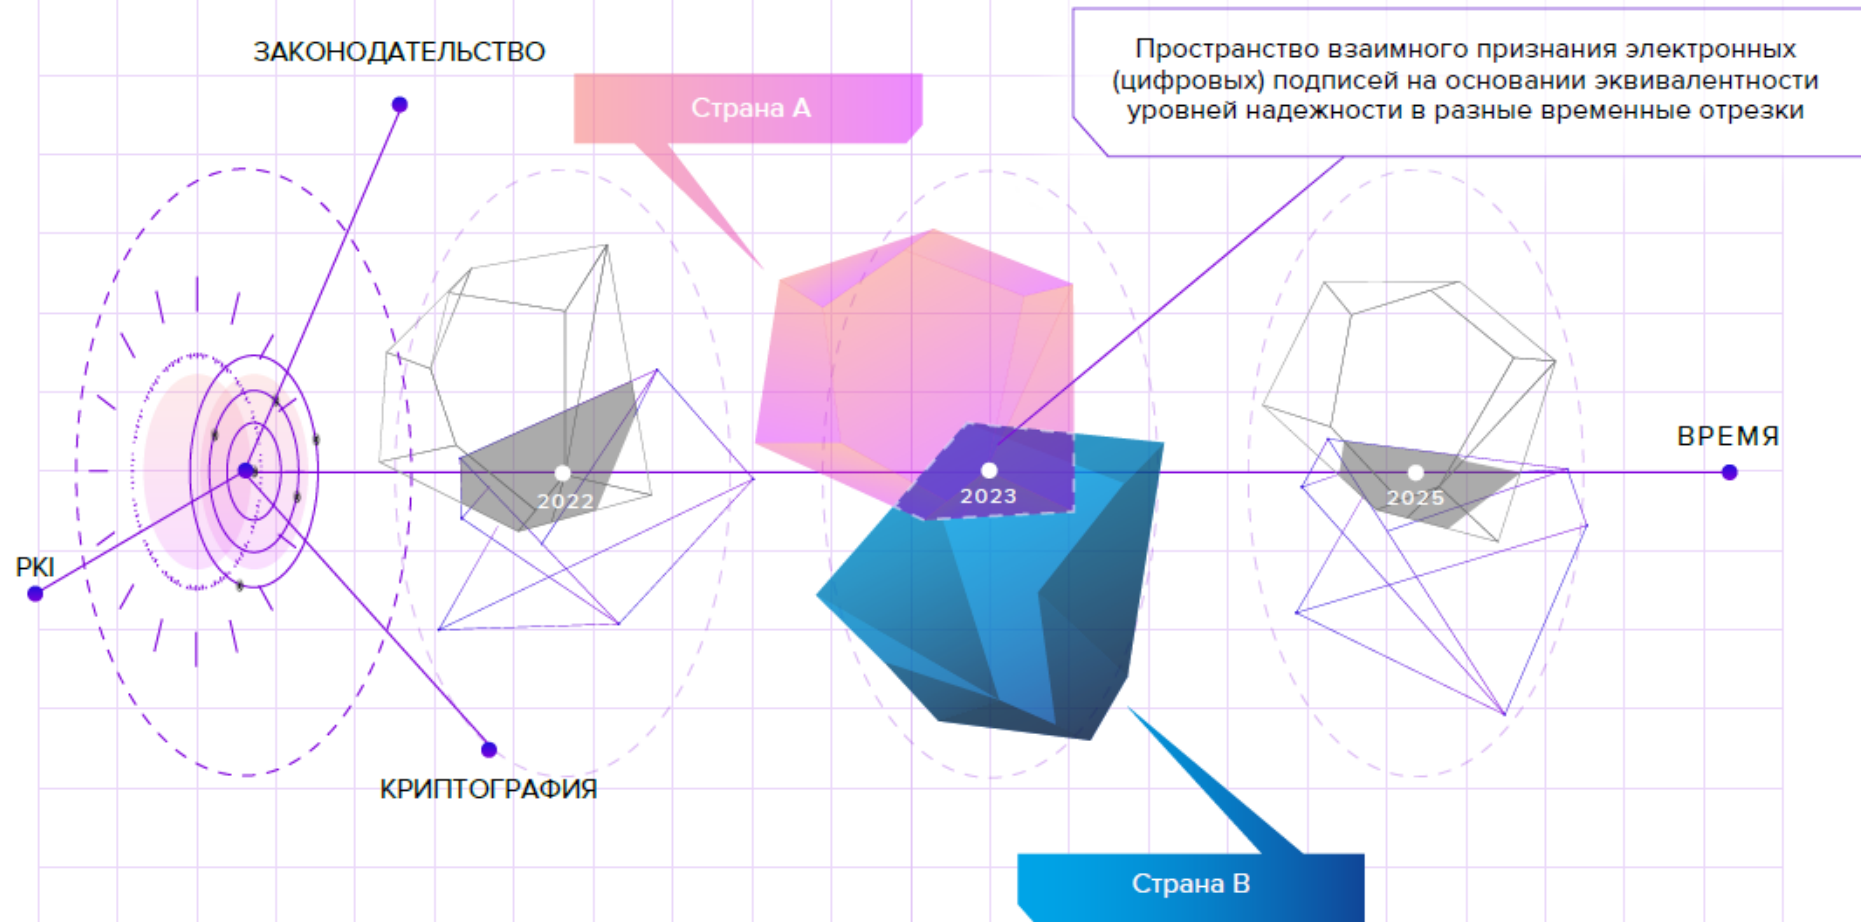 ЗАКОНОДАТЕЛЬСТВО
Страна А
Пространство взаимного признания электронных
(цифровых) подписей на основании эквивалентности
уровней надежности в разные временные отрезки
ВРЕМЯ
2022
2023
2025
PKI
КРИПТОГРАФИЯ
Страна В